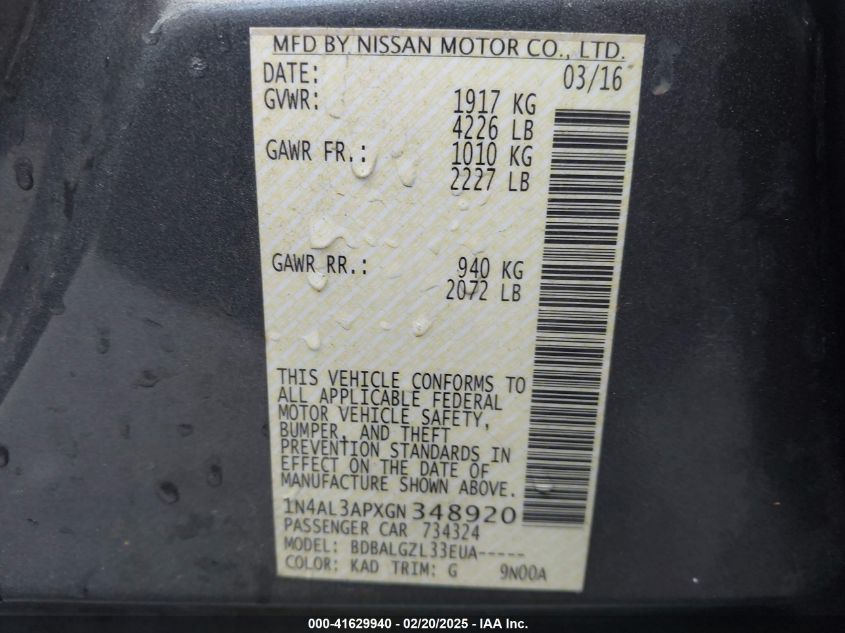 MFD BY NISSAN MOTOR CO., LTD.
DATE: 03/16
GVWR: 1917 KG
4226 LB
GAWR FR.: 1010 KG
2227 LB
GAWR RR.: 940 KG
2072 LB
THIS VEHICLE CONFORMS TO
ALL APPLICABLE FEDERAL
MOTOR VEHICLE SAFETY,
BUMPER, AND THEFT
PREVENTION STANDARDS IN
EFFECT ON THE DATE OF
MANUFACTURE SHOWN ABOVE.
1N4AL3APXGN348920
PASSENGER CAR 734324
MODEL: BDBALGZL33EUA-----
COLOR: KAD TRIM: G 9N00A
000-41629940 - 02/20/2025 - IAA Inc.